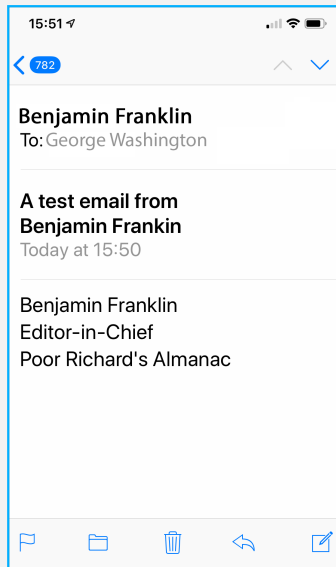 15:51
782
Benjamin Franklin
To: George Washington
A test email from
Benjamin Frankin
Today at 15:50
Benjamin Franklin
Editor-in-Chief
Poor Richard's Almanac